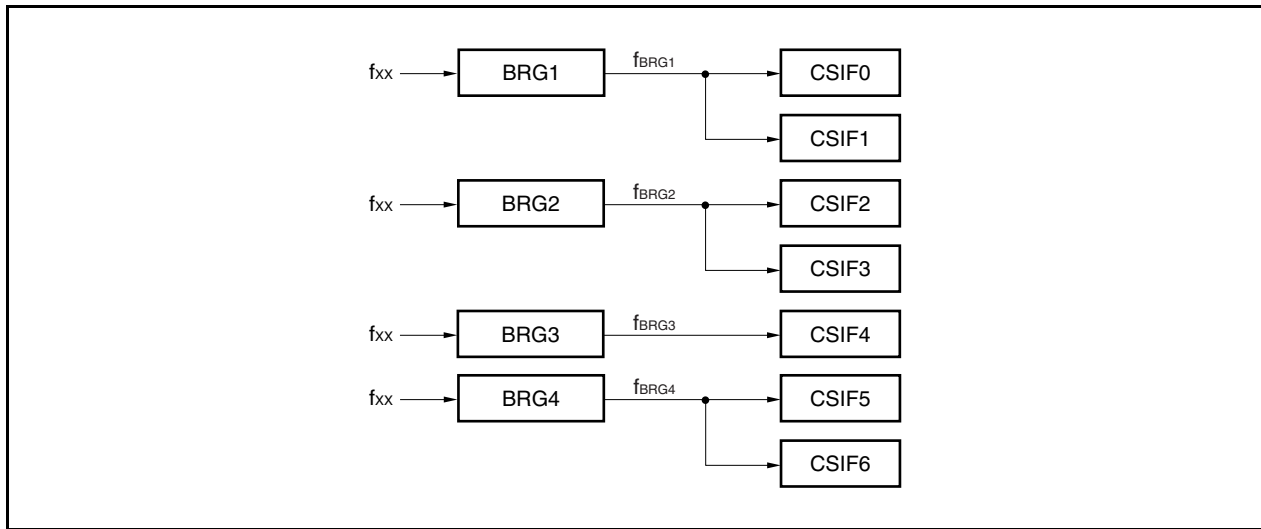 fxx BRG1 fBRG1 CSIF0
CSIF1
fxx BRG2 fBRG2 CSIF2
CSIF3
fxx BRG3 fBRG3 CSIF4
fxx BRG4 fBRG4 CSIF5
CSIF6